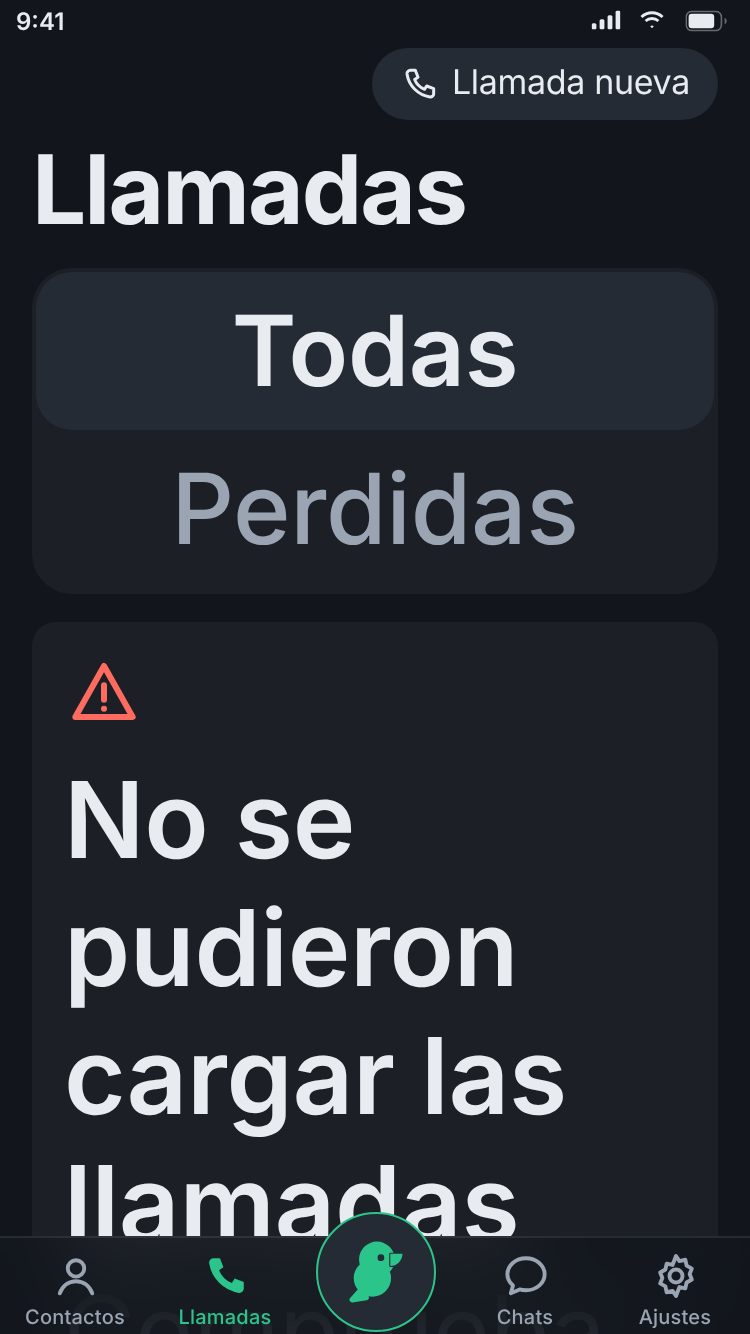 9:41
Llamada nueva
Llamadas
Todas
Perdidas
No se
pudieron
cargar las
llamadas
Contactos
Llamadas
Chats
Ajustes